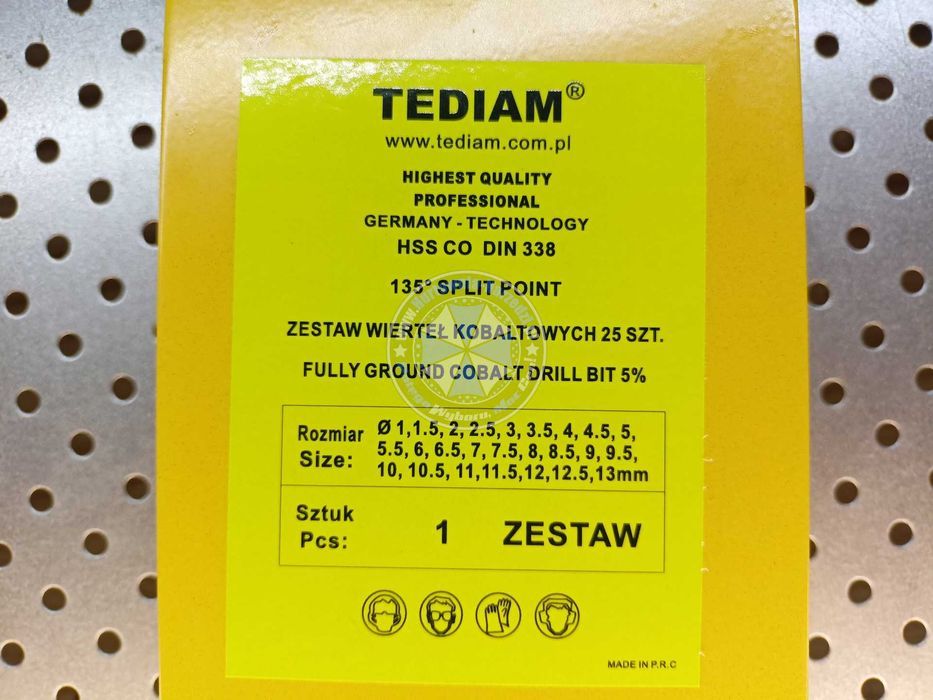 TEDIAM®
www.tediam.com.pl
HIGHEST QUALITY
PROFESSIONAL
GERMANY - TECHNOLOGY
HSS CO DIN 338
135° SPLIT POINT
ZESTAW WIERTEŁ KOBALTOWYCH 25 SZT.
FULLY GROUND COBALT DRILL BIT 5%
Rozmiar
Size:
Ø 1,1.5, 2, 2.5, 3, 3.5, 4, 4.5, 5,
5.5, 6, 6.5, 7, 7.5, 8, 8.5, 9, 9.5,
10, 10.5, 11,11.5,12,12.5,13mm
Sztuk
Pcs:
1 ZESTAW
MADE IN P.R.C